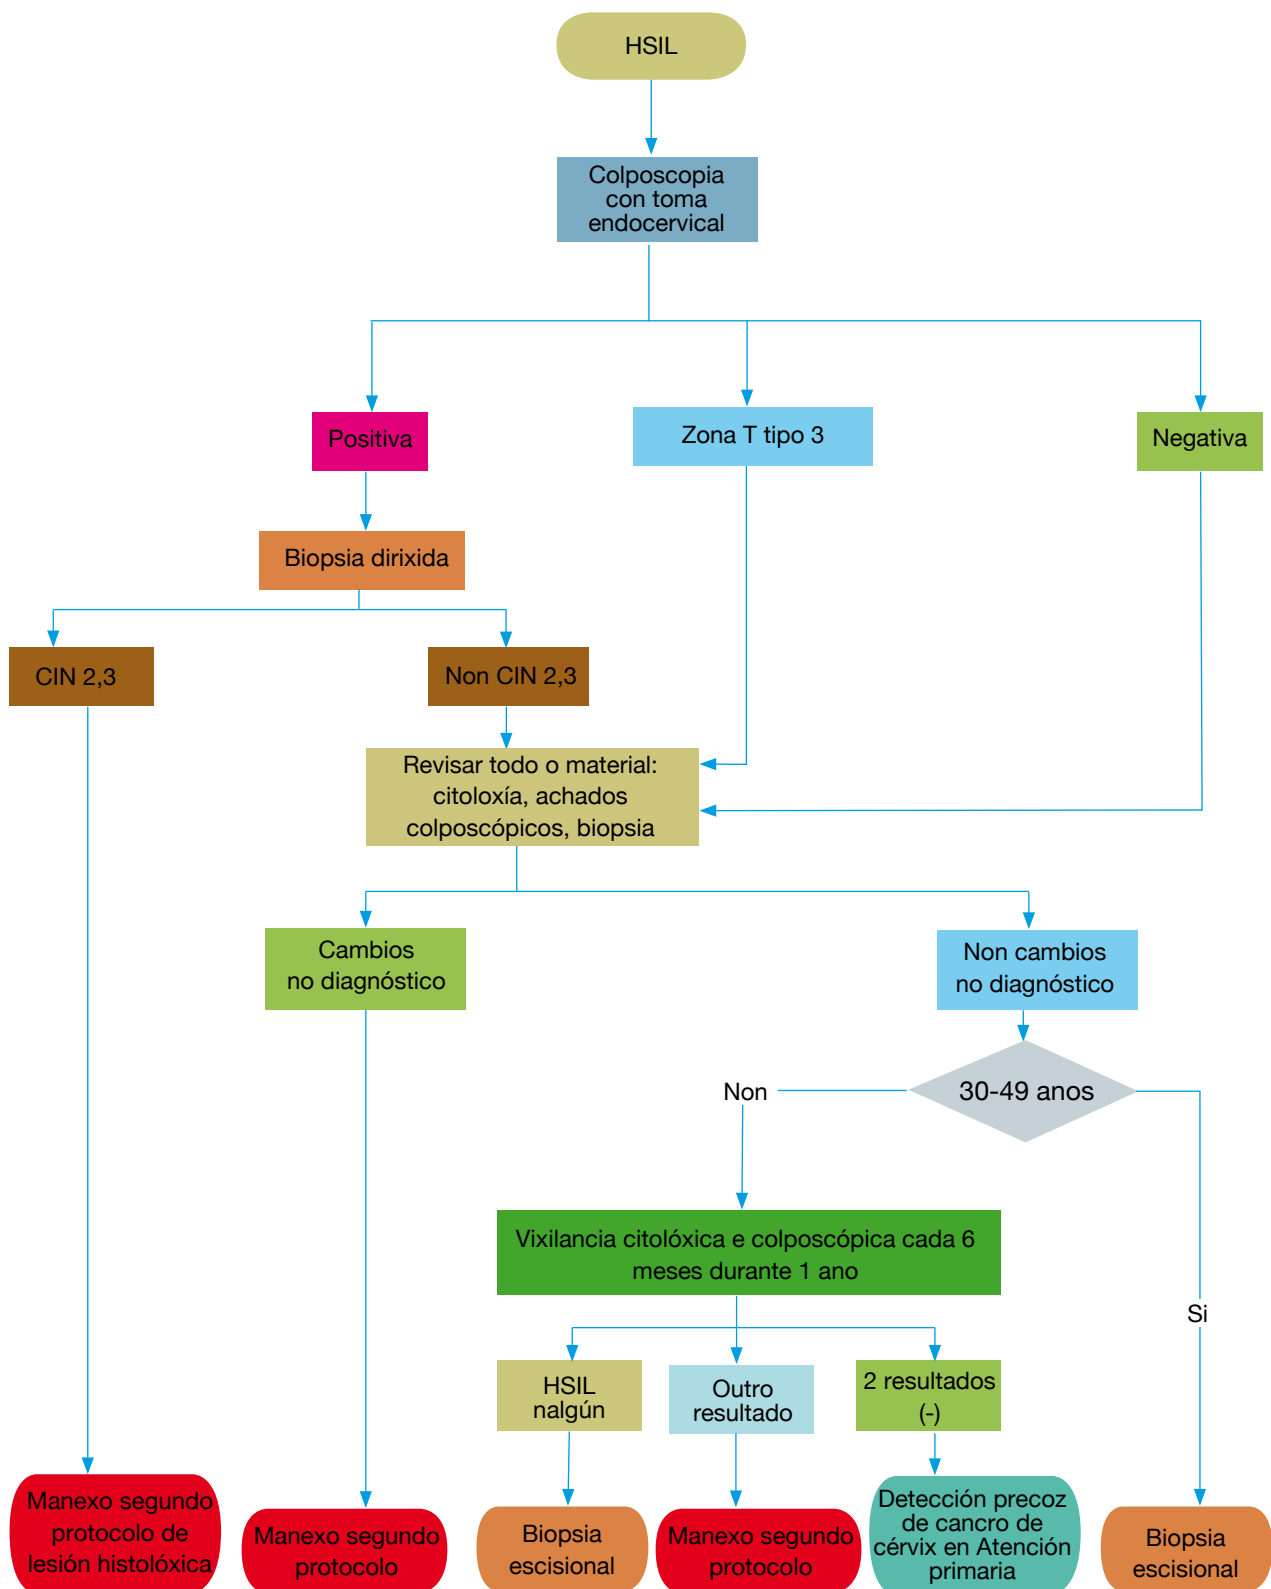 HSIL
Colposcopia
con toma
endocervical
Positiva
Zona T tipo 3
Negativa
Biopsia dirixida
CIN 2,3
Non CIN 2,3
Revisar todo o material:
citoloxía, achados
colposcópicos, biopsia
Cambios
no diagnóstico
Non cambios
no diagnóstico
30-49 anos
Non
Vixilancia citolóxica e colposcópica cada 6
meses durante 1 ano
Si
HSIL
nalgún
Outro
resultado
2 resultados
(-)
Manexo segundo
protocolo de
lesión histolóxica
Manexo segundo
protocolo
Biopsia
escisional
Manexo segundo
protocolo
Detección precoz
de cancro de
cérvix en Atención
primaria
Biopsia
escisional